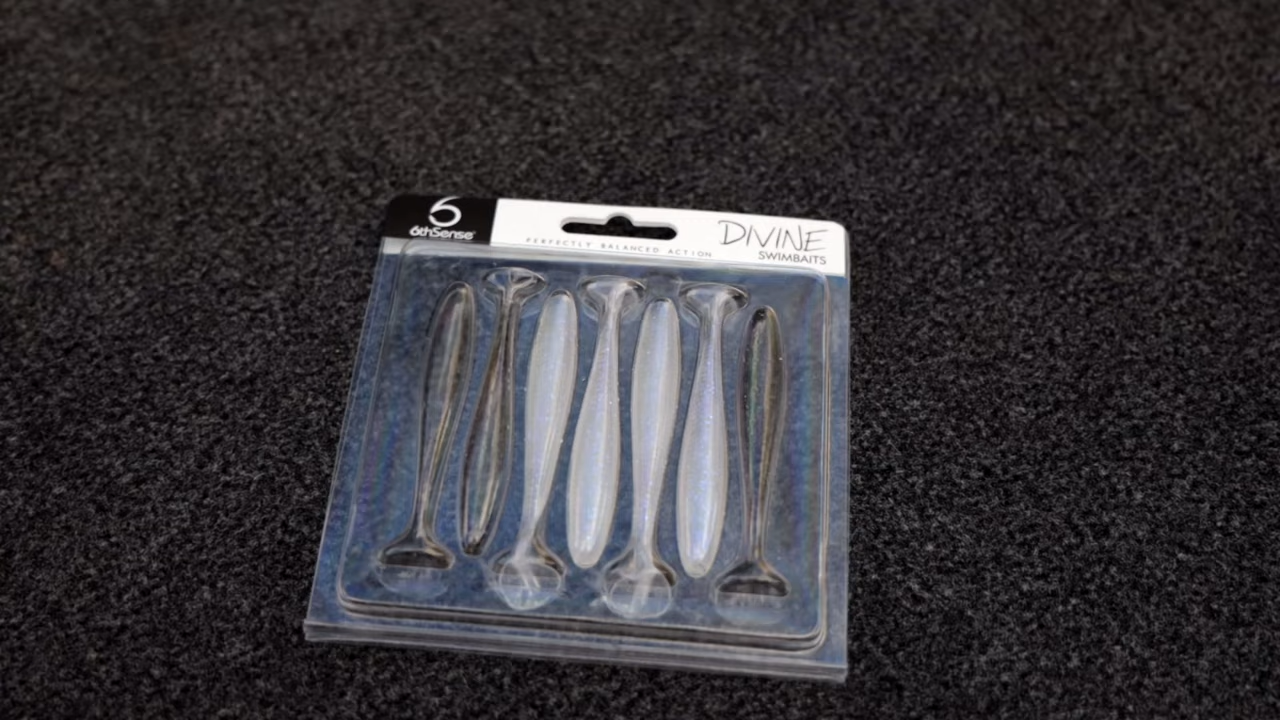 6
6thSense
PERFECTLY BALANCED ACTION
DIVINE
SWIMBAITS